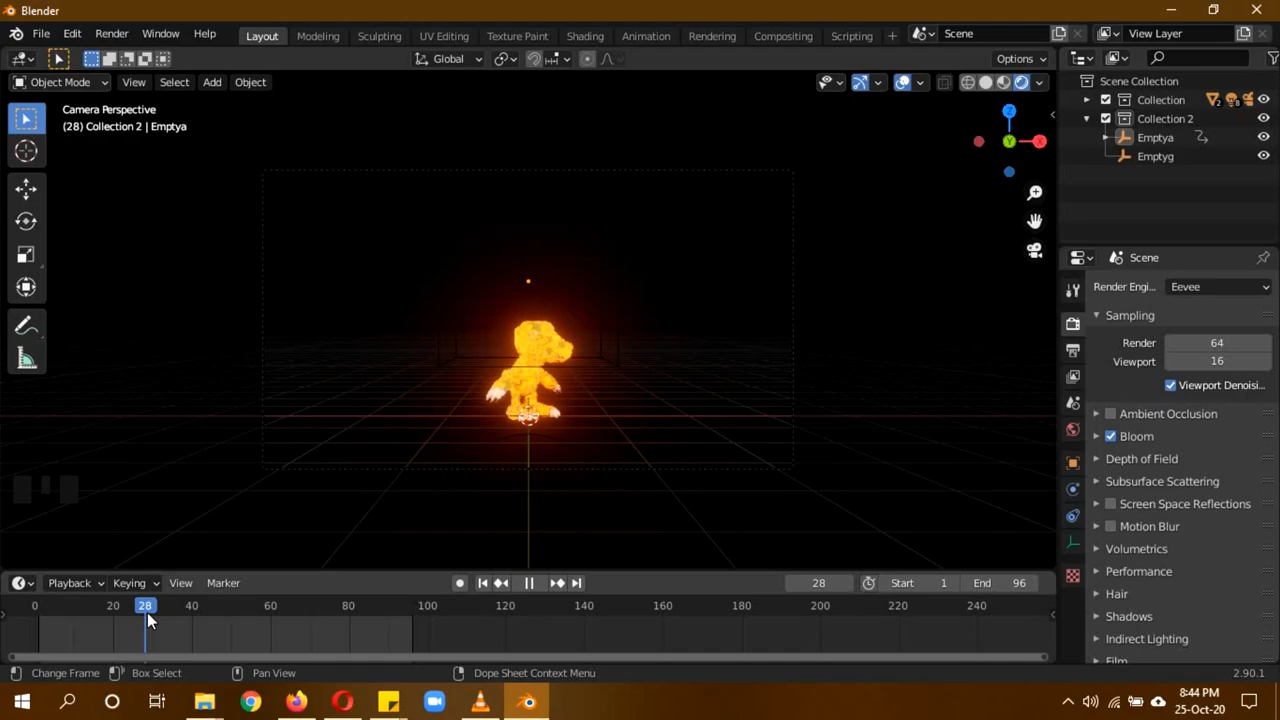 Blender
File Edit Render Window Help
Layout Modeling Sculpting UV Editing Texture Paint Shading Animation Rendering Compositing Scripting
Scene
View Layer
Global
Options
Object Mode View Select Add Object
Camera Perspective
(28) Collection 2 | Emptya
Z
Y
X
Scene Collection
Collection 2 8
Collection 2
Emptya
Emptyg
Scene
Render Engi... Eevee
Sampling
Render 64
Viewport 16
Viewport Denoisi...
Ambient Occlusion
Bloom
Depth of Field
Subsurface Scattering
Screen Space Reflections
Motion Blur
Volumetrics
Performance
Hair
Shadows
Indirect Lighting
Film
Playback Keying View Marker
28 Start 1 End 96
0 20 28 40 60 80 100 120 140 160 180 200 220 240
Change Frame Box Select Pan View Dope Sheet Context Menu 2.90.1
8:44 PM
25-Oct-20